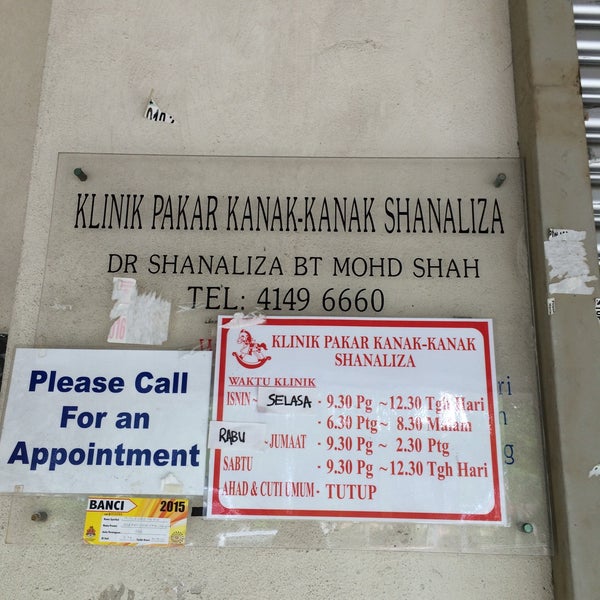 KLINIK PAKAR KANAK-KANAK SHANALIZA
DR SHANALIZA BT MOHD SHAH
TEL: 4149 6660
Please Call
For an
Appointment
KLINIK PAKAR KANAK-KANAK
SHANALIZA
WAKTU KLINIK
ISNIN ~ SELASA · 9.30 Pg ~ 12.30 Tgh Hari
· 6.30 Ptg ~ 8.30 Malam
RABU ~ JUMAAT · 9.30 Pg ~ 2.30 Ptg
SABTU · 9.30 Pg ~ 12.30 Tgh Hari
AHAD & CUTI UMUM · TUTUP
BANCI 2015